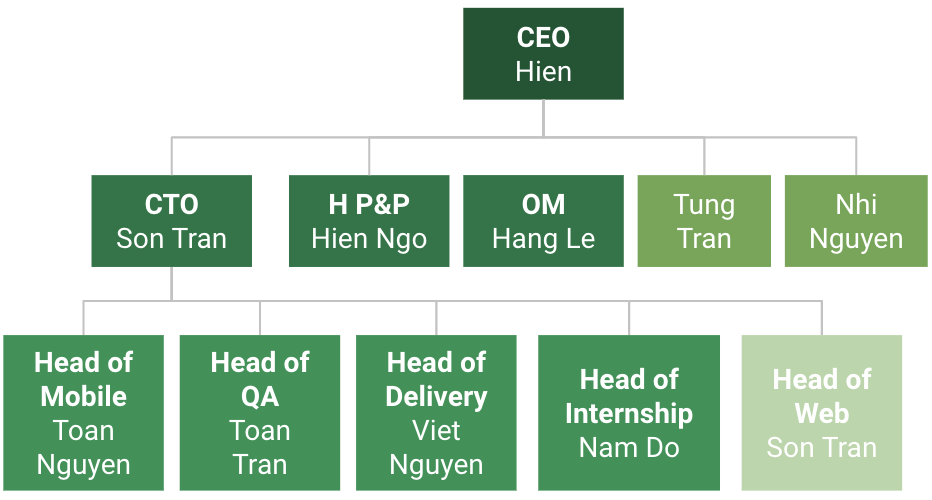 CEO
Hien
CTO
Son Tran
H P&P
Hien Ngo
OM
Hang Le
Tung
Tran
Nhi
Nguyen
Head of
Mobile
Toan
Nguyen
Head of
QA
Toan
Tran
Head of
Delivery
Viet
Nguyen
Head of
Internship
Nam Do
Head of
Web
Son Tran